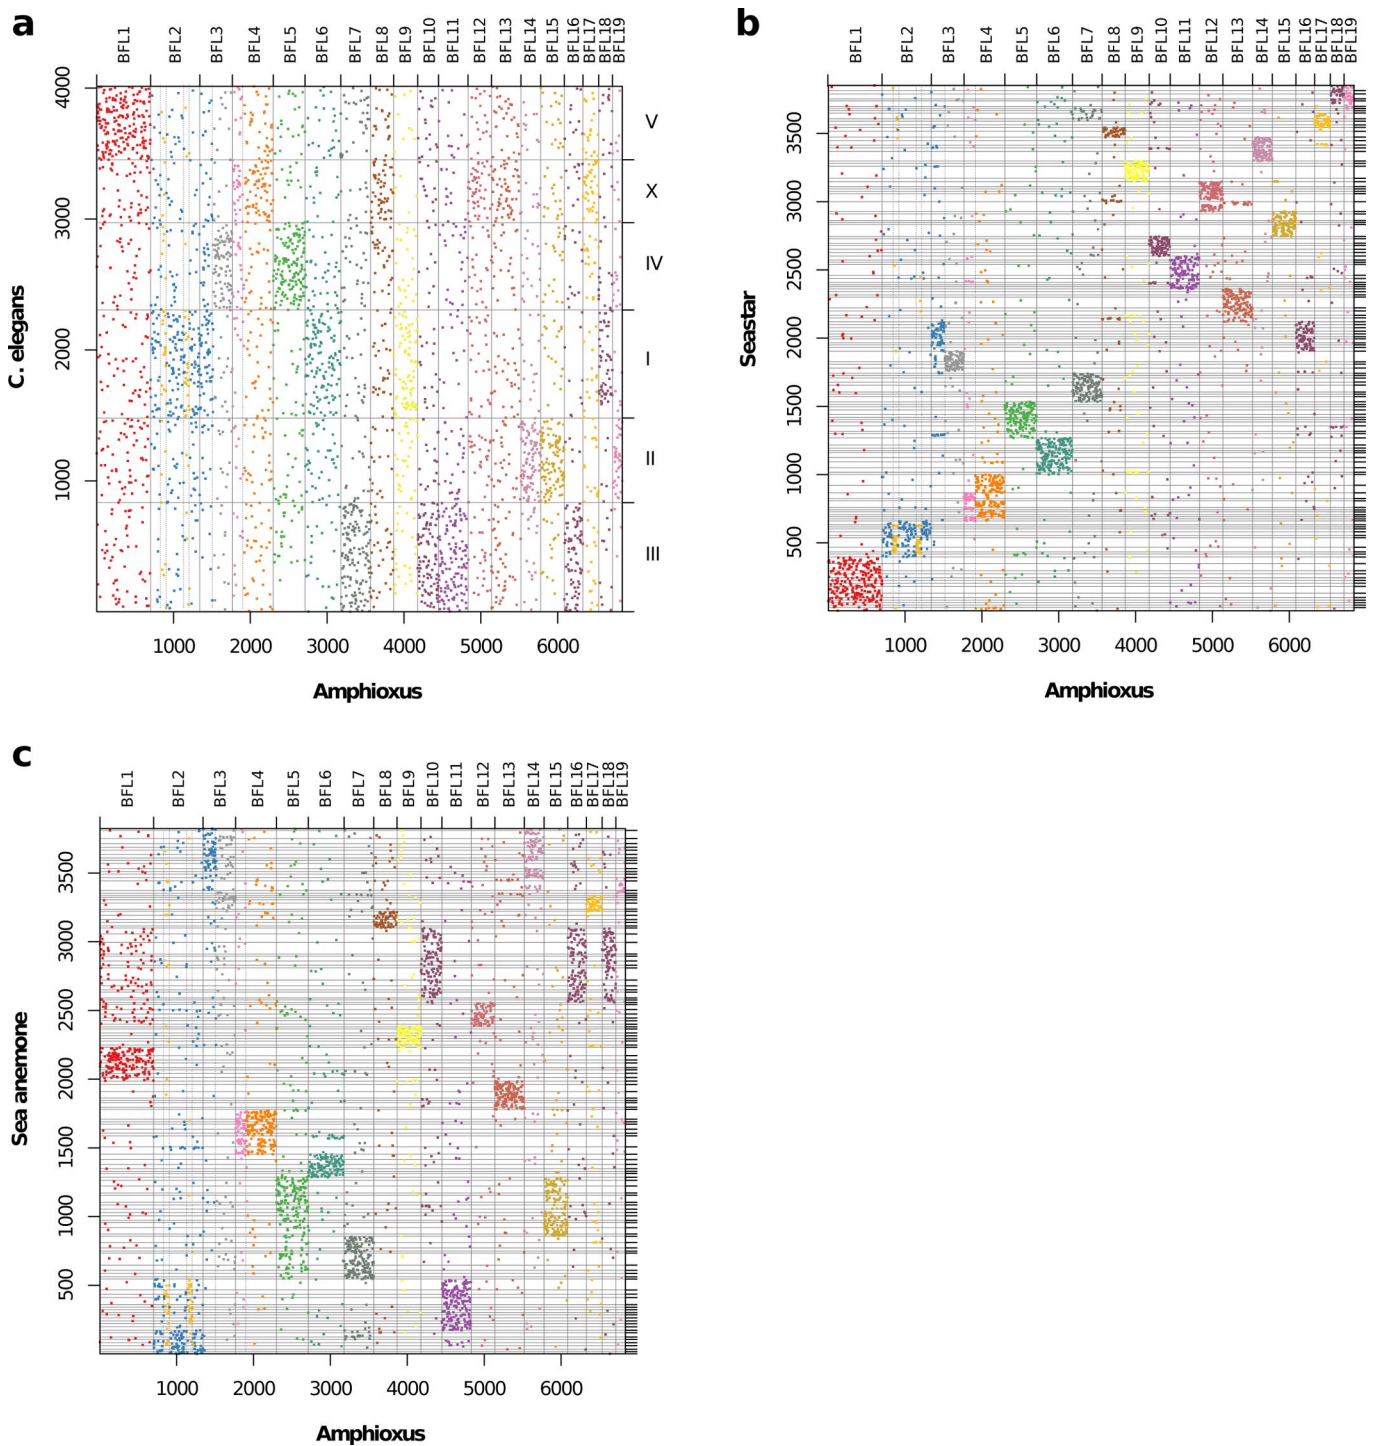 a
BFL1 BFL2 BFL3 BFL4 BFL5 BFL6 BFL7 BFL8 BFL9 BFL10 BFL11 BFL12 BFL13 BFL14 BFL15 BFL16 BFL17 BFL18 BFL19
C. elegans
4000
3000
2000
1000
V
X
IV
I
II
III
1000 2000 3000 4000 5000 6000
Amphioxus
b
BFL1 BFL2 BFL3 BFL4 BFL5 BFL6 BFL7 BFL8 BFL9 BFL10 BFL11 BFL12 BFL13 BFL14 BFL15 BFL16 BFL17 BFL18 BFL19
Seastar
3500
3000
2500
2000
1500
1000
500
1000 2000 3000 4000 5000 6000
Amphioxus
c
BFL1 BFL2 BFL3 BFL4 BFL5 BFL6 BFL7 BFL8 BFL9 BFL10 BFL11 BFL12 BFL13 BFL14 BFL15 BFL16 BFL17 BFL18 BFL19
Sea anemone
3500
3000
2500
2000
1500
1000
500
1000 2000 3000 4000 5000 6000
Amphioxus